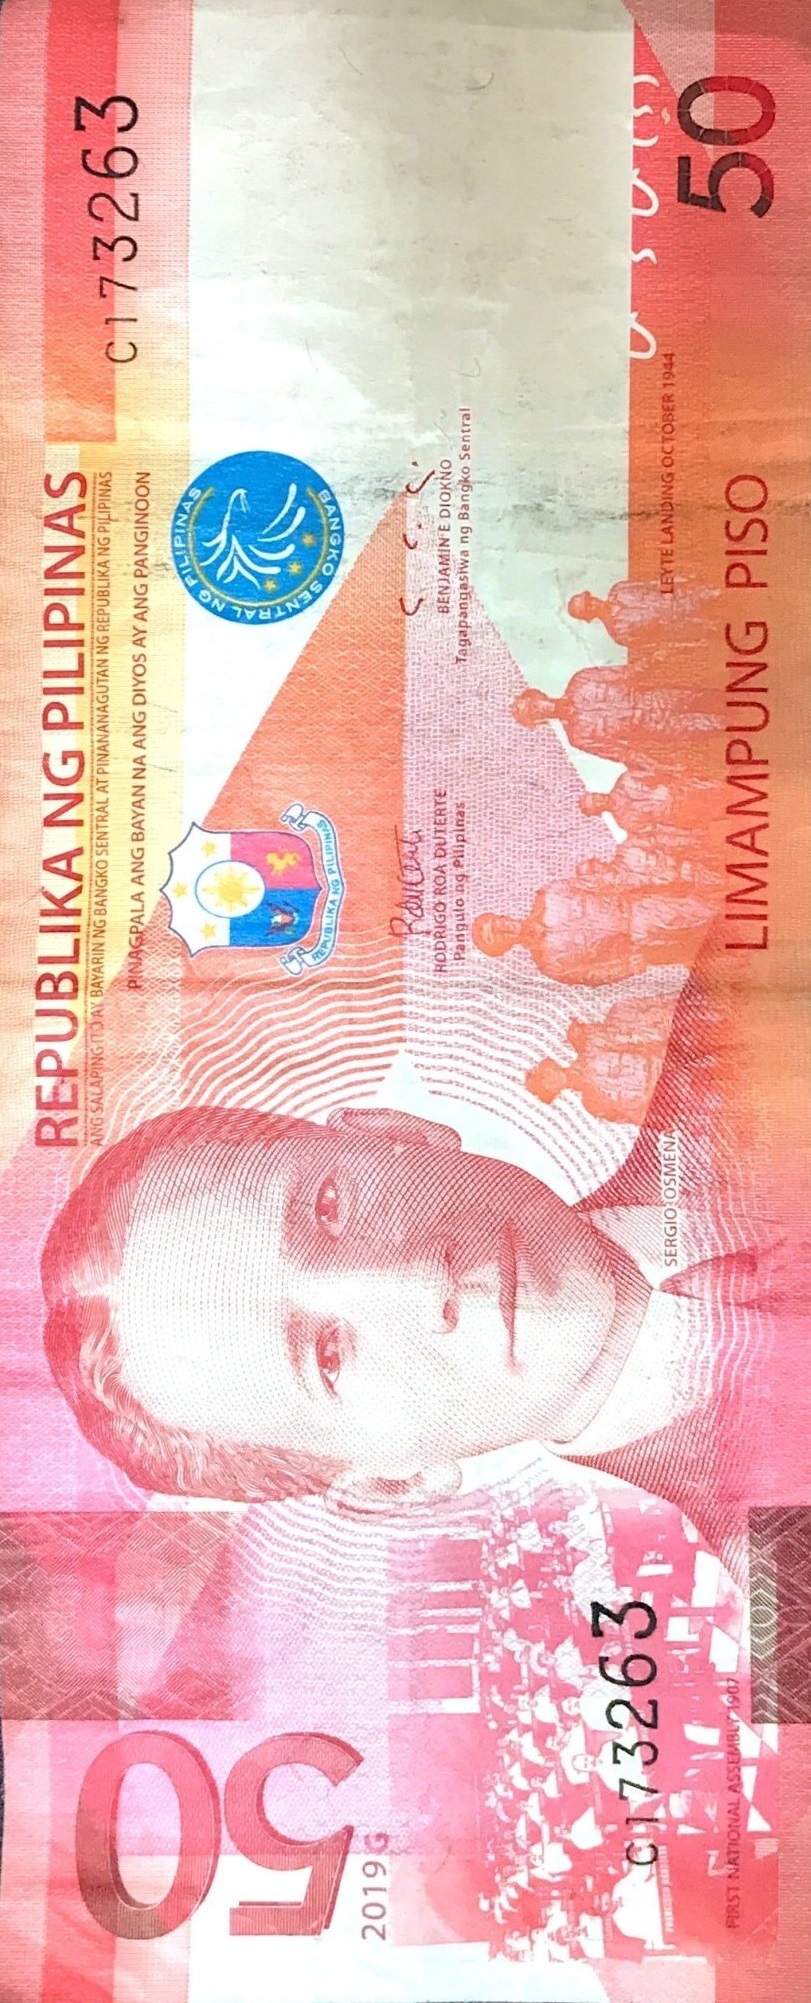 REPUBLIKA NG PILIPINAS
ANG SALAPING ITO AY BAYARIN NG BANGKO SENTRAL AT PINANANAGUTAN NG REPUBLIKA NG PILIPINAS
PINAGPALA ANG BAYAN NA ANG DIYOS AY ANG PANGINOON
C173263
50
2019 G
REPUBLIKA NG PILIPINAS
BANGKO SENTRAL NG PILIPINAS
RODRIGO ROA DUTERTE
Pangulo ng Pilipinas
BENJAMIN E DIOKNO
Tagapangasiwa ng Bangko Sentral
C173263
FIRST NATIONAL ASSEMBLY 1907
SERGIO OSMEÑA
LEYTE LANDING OCTOBER 1944
LIMAMPUNG PISO
50